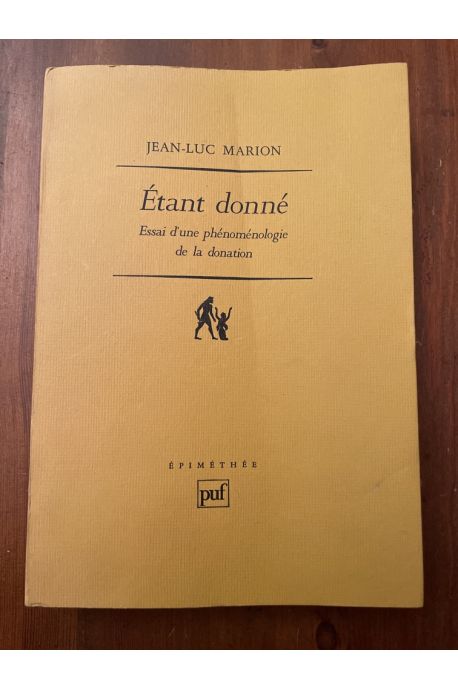 JEAN-LUC MARION
Étant donné
Essai d'une phénoménologie
de la donation
ÉPIMÉTHÉE
puf